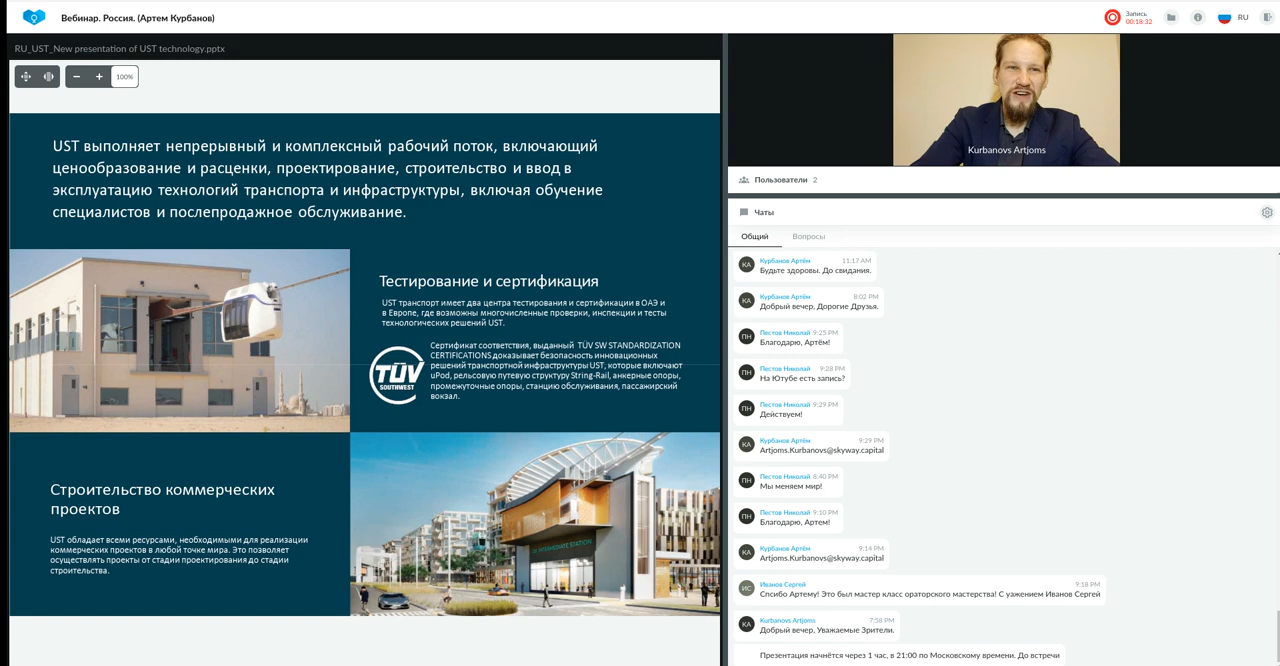 Вебинар. Россия. (Артем Курбанов)
Запись
00:18:32
RU
RU_UST_New presentation of UST technology.pptx
100%
UST выполняет непрерывный и комплексный рабочий поток, включающий
ценообразование и расценки, проектирование, строительство и ввод в
эксплуатацию технологий транспорта и инфраструктуры, включая обучение
специалистов и послепродажное обслуживание.
Тестирование и сертификация
UST транспорт имеет два центра тестирования и сертификации в ОАЭ и
в Европе, где возможны многочисленные проверки, инспекции и тесты
технологических решений UST.
TÜV
SOUTHWEST
Сертификат соответствия, выданный TÜV SW STANDARDIZATION
CERTIFICATIONS доказывает безопасность инновационных
решений транспортной инфраструктуры UST, которые включают
uPod, рельсовую путевую структуру String-Rail, анкерные опоры,
промежуточные опоры, станцию обслуживания, пассажирский
вокзал.
Строительство коммерческих
проектов
UST обладает всеми ресурсами, необходимыми для реализации
коммерческих проектов в любой точке мира. Это позволяет
осуществлять проекты от стадии проектирования до стадии
строительства.
INTERMEDIATE STATION
Kurbanovs Artjoms
Пользователи 2
Чаты
Общий Вопросы
КА Курбанов Артём 11:17 AM
Будьте здоровы. До свидания.
КА Курбанов Артём 8:02 PM
Добрый вечер, Дорогие Друзья.
ПН Пестов Николай 9:25 PM
Благодарю, Артём!
ПН Пестов Николай 9:28 PM
На Ютубе есть запись?
ПН Пестов Николай 9:29 PM
Действуем!
КА Курбанов Артём 9:29 PM
Artjoms.Kurbanovs@skyway.capital
ПН Пестов Николай 8:40 PM
Мы меняем мир!
ПН Пестов Николай 9:10 PM
Благодарю, Артем!
КА Курбанов Артём 9:14 PM
Artjoms.Kurbanovs@skyway.capital
ИС Иванов Сергей 9:18 PM
Спсибо Артему! Это был мастер класс ораторского мастерства! С уажением Иванов Сергей
KA Kurbanovs Artjoms 7:58 PM
Добрый вечер, Уважаемые Зрители.
Презентация начнётся через 1 час, в 21:00 по Московскому времени. До встречи